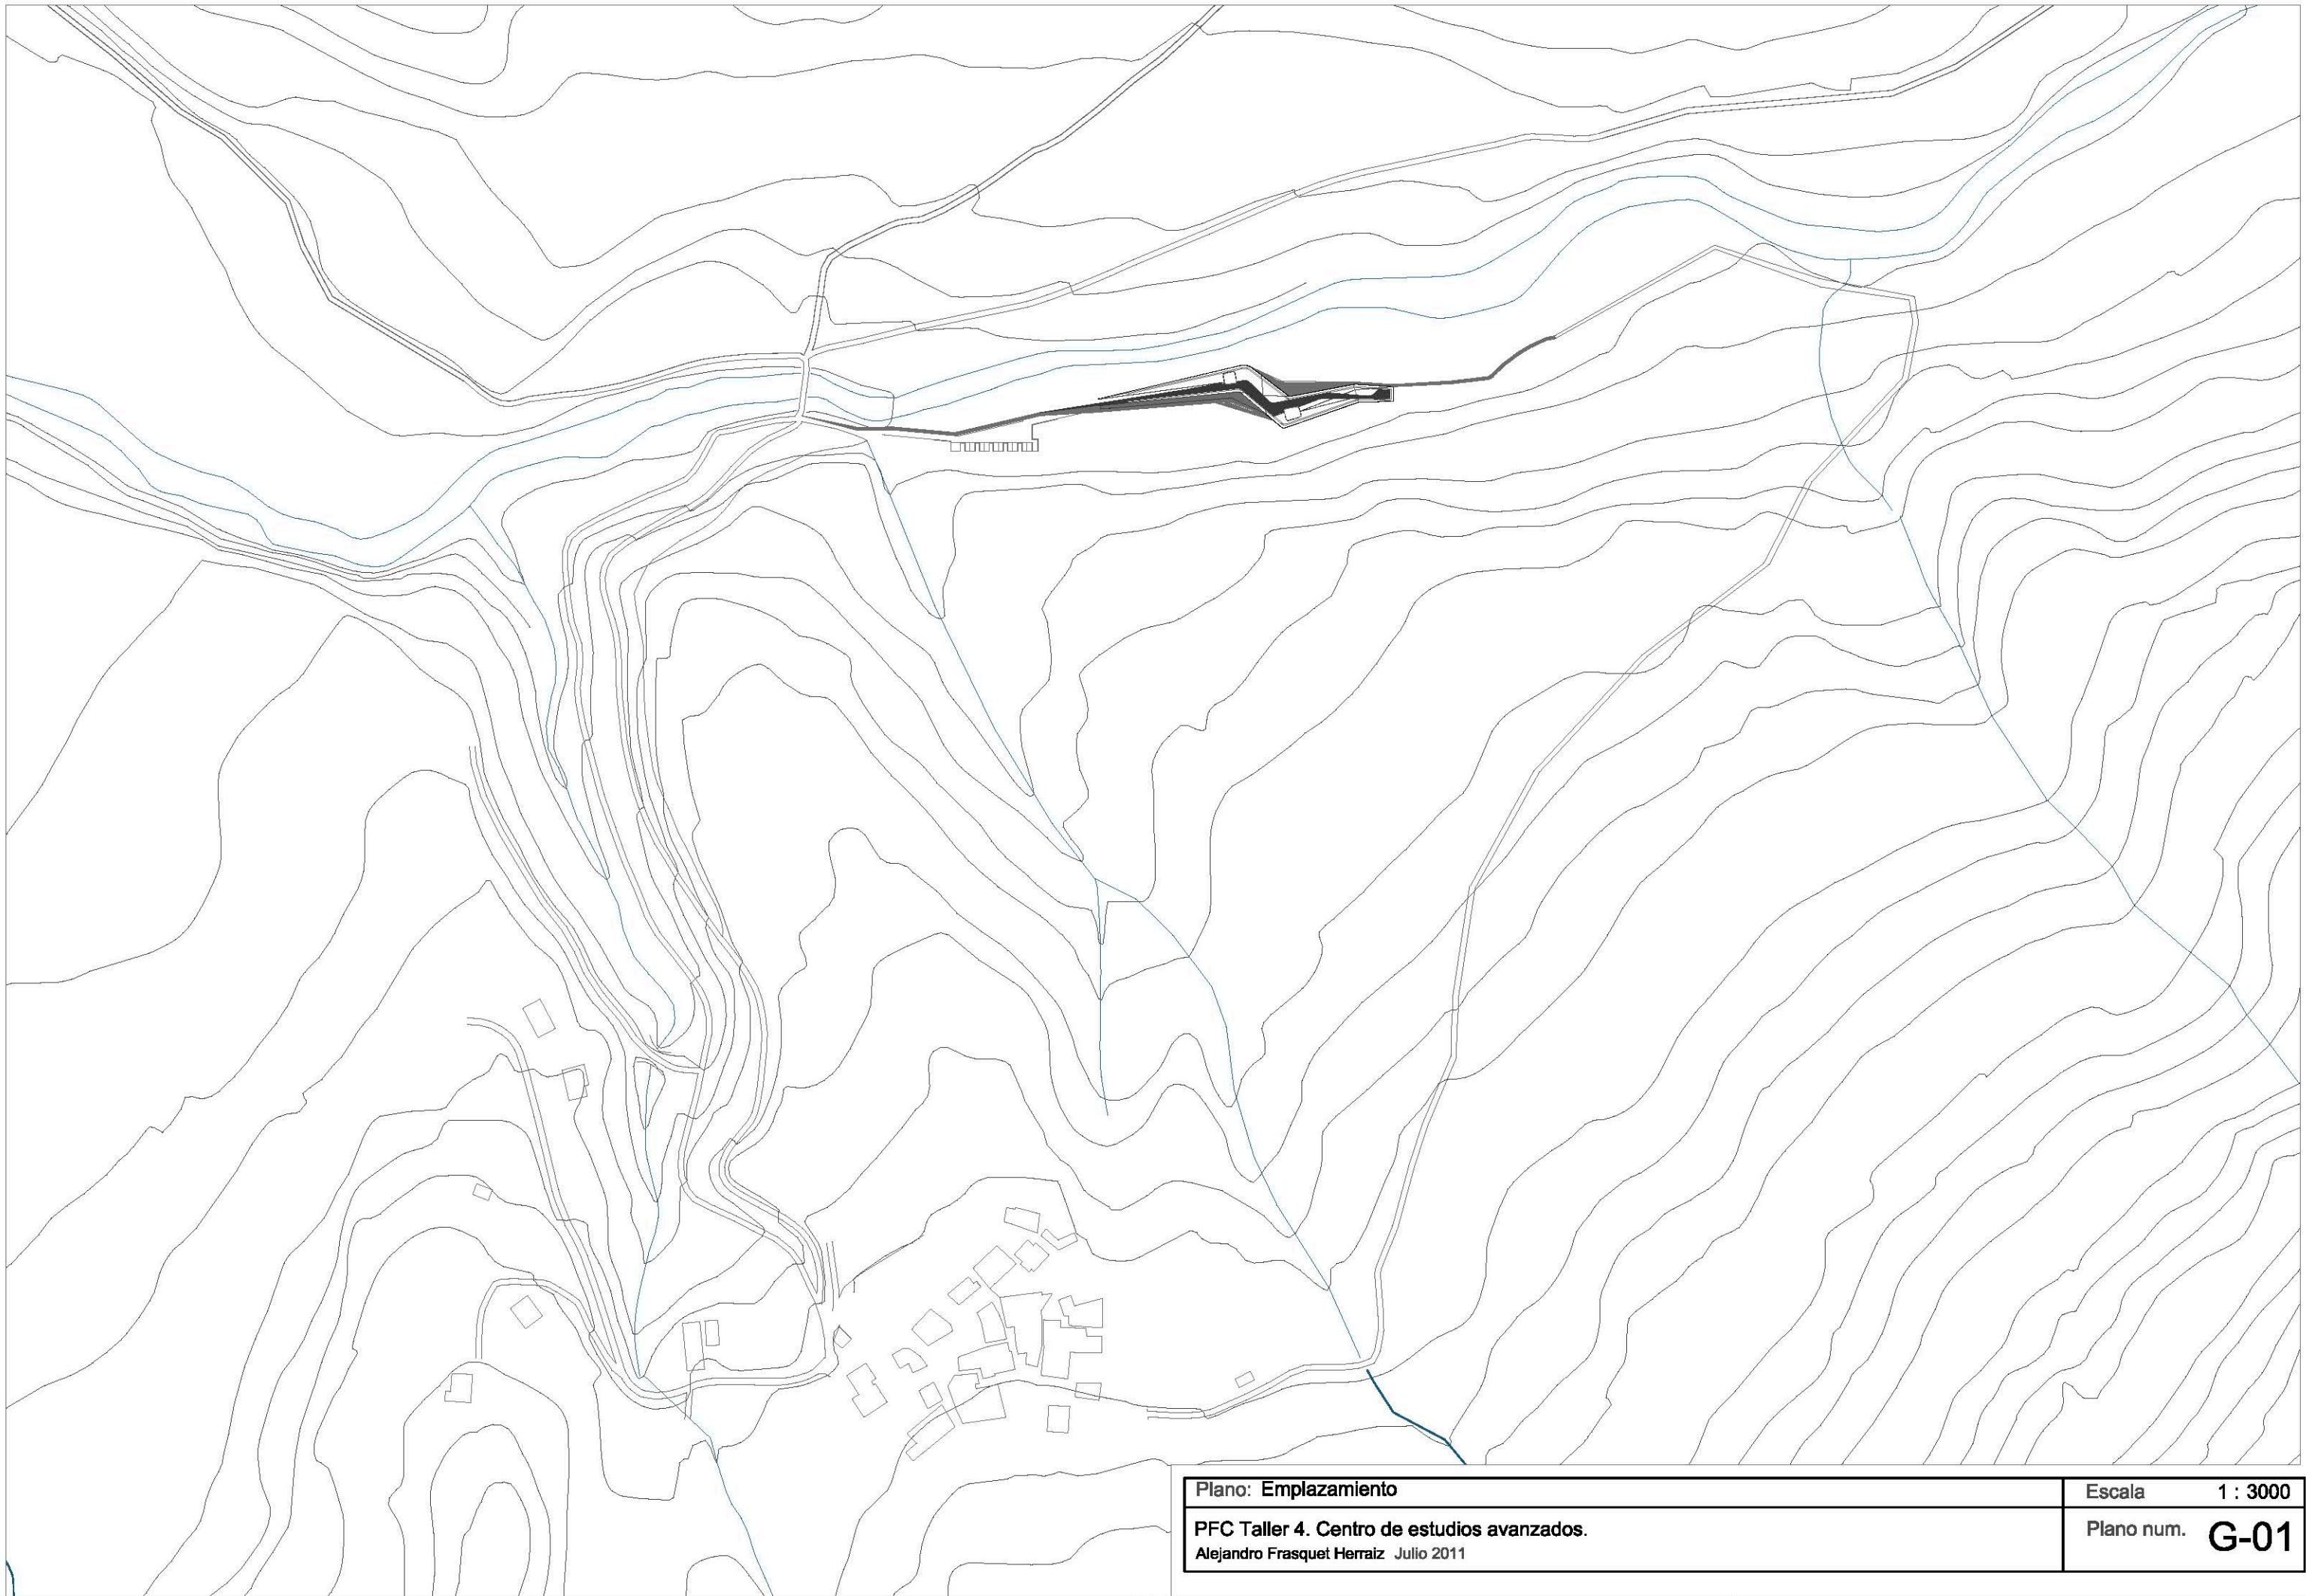 Plano: Emplazamiento
Escala 1 : 3000
PFC Taller 4. Centro de estudios avanzados.
Alejandro Frasquet Herraiz Julio 2011
Plano num. G-01